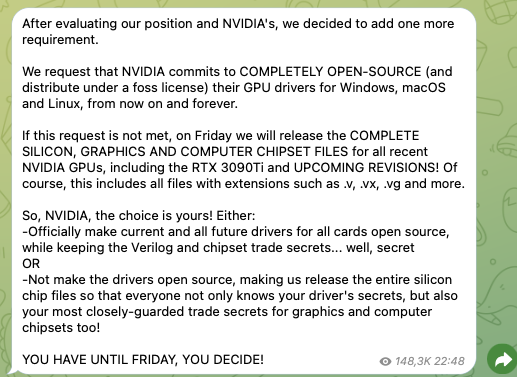 After evaluating our position and NVIDIA's, we decided to add one more
requirement.
We request that NVIDIA commits to COMPLETELY OPEN-SOURCE (and
distribute under a foss license) their GPU drivers for Windows, macOS
and Linux, from now on and forever.
If this request is not met, on Friday we will release the COMPLETE
SILICON, GRAPHICS AND COMPUTER CHIPSET FILES for all recent
NVIDIA GPUs, including the RTX 3090Ti and UPCOMING REVISIONS! Of
course, this includes all files with extensions such as .v, .vx, .vg and more.
So, NVIDIA, the choice is yours! Either:
-Officially make current and all future drivers for all cards open source,
while keeping the Verilog and chipset trade secrets... well, secret
OR
-Not make the drivers open source, making us release the entire silicon
chip files so that everyone not only knows your driver's secrets, but also
your most closely-guarded trade secrets for graphics and computer
chipsets too!
YOU HAVE UNTIL FRIDAY, YOU DECIDE!
148,3K 22:48